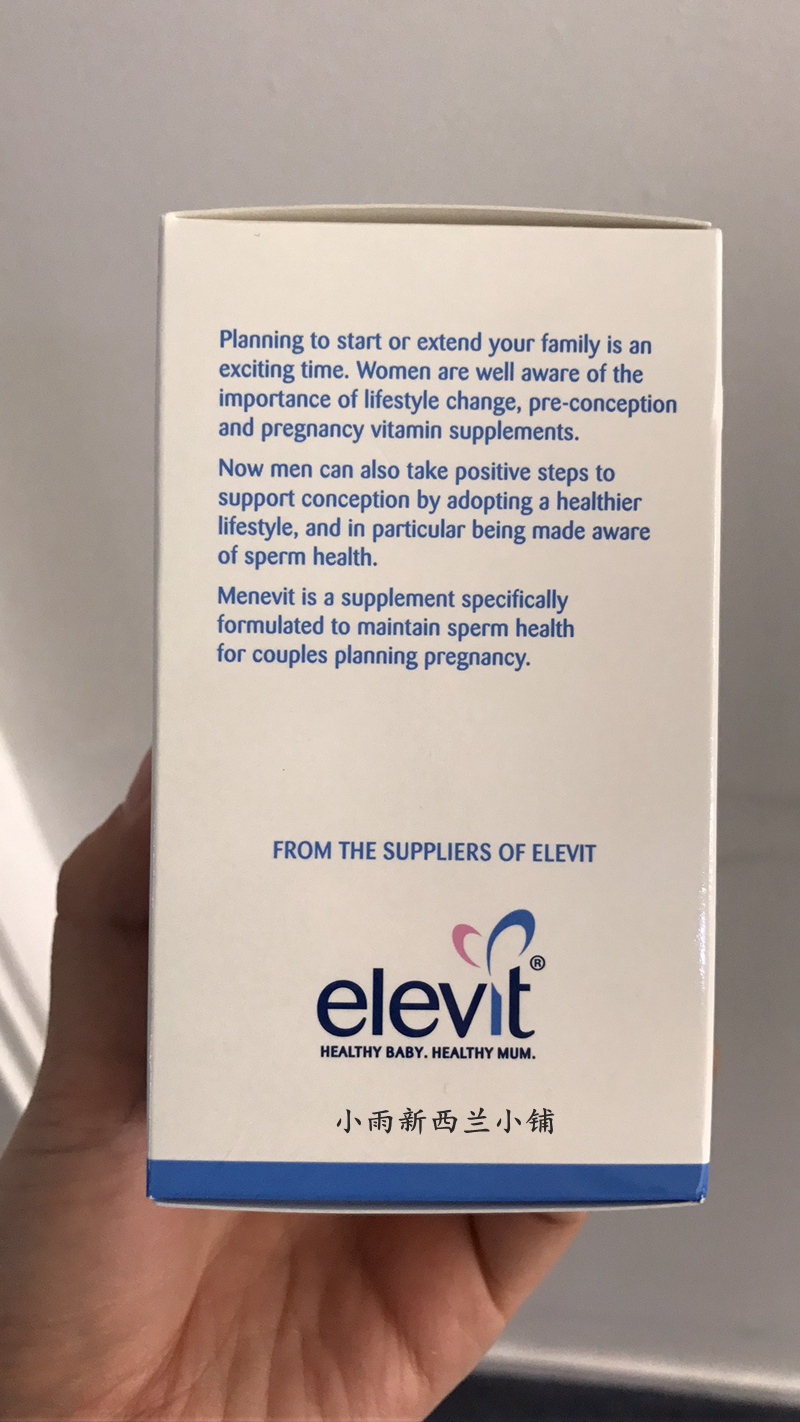 Planning to start or extend your family is an
exciting time. Women are well aware of the
importance of lifestyle change, pre-conception
and pregnancy vitamin supplements.
Now men can also take positive steps to
support conception by adopting a healthier
lifestyle, and in particular being made aware
of sperm health.
Menevit is a supplement specifically
formulated to maintain sperm health
for couples planning pregnancy.
FROM THE SUPPLIERS OF ELEVIT
elevit®
HEALTHY BABY. HEALTHY MUM.
小雨新西兰小铺